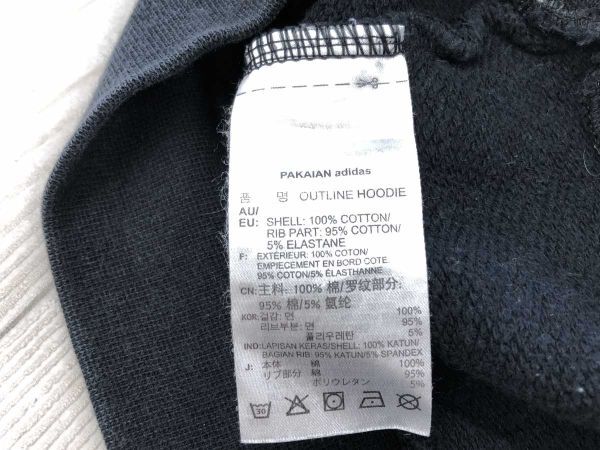 PAKAIAN adidas
품 명 OUTLINE HOODIE
AU/
EU: SHELL: 100% COTTON/
RIB PART: 95% COTTON/
5% ELASTANE
F: EXTÉRIEUR: 100% COTON/
EMPIECEMENT EN BORD COTE:
95% COTON/5% ÉLASTHANNE
CN: 主料: 100% 棉/罗纹部分:
95% 棉/5% 氨纶
KOR: 겉감: 면 100%
리브부분: 면 95%
폴리우레탄 5%
IND: LAPISAN KERAS/SHELL: 100% KATUN/
BAGIAN RIB: 95% KATUN/5% SPANDEX
J: 本体 綿 100%
リブ部分 綿 95%
ポリウレタン 5%
30